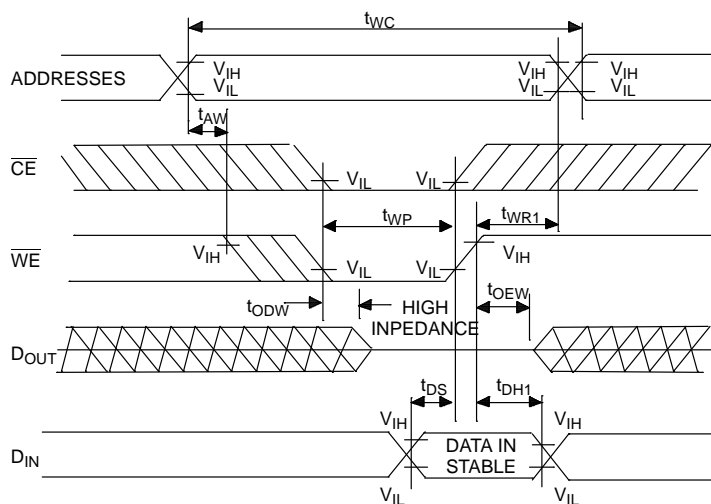 tWC
ADDRESSES
VIH
VIL
VIH
VIL
VIH
VIL
tAW
CE
VIL
VIL
tWP
tWR1
WE
VIH
VIL
VIL
VIH
tODW
HIGH
INPEDANCE
tOEW
DOUT
tDS
tDH1
VIH
VIH
DIN
DATA IN
STABLE
VIL
VIL